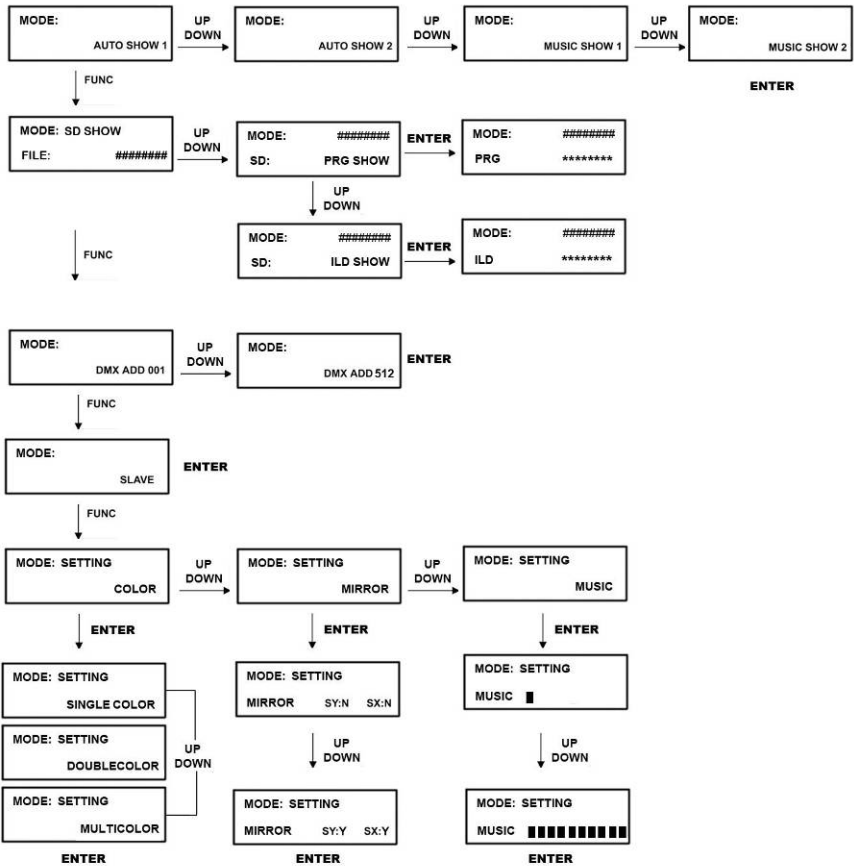 MODE:
AUTO SHOW 1
UP
DOWN
MODE:
AUTO SHOW 2
UP
DOWN
MODE:
MUSIC SHOW 1
UP
DOWN
MODE:
MUSIC SHOW 2
FUNC
ENTER
MODE: SD SHOW
FILE: ########
UP
DOWN
MODE: ########
SD: PRG SHOW
ENTER
MODE: ########
PRG ********
UP
DOWN
FUNC
MODE: ########
SD: ILD SHOW
ENTER
MODE: ########
ILD ********
MODE:
DMX ADD 001
UP
DOWN
MODE:
DMX ADD 512
ENTER
FUNC
MODE:
SLAVE
ENTER
FUNC
MODE: SETTING
COLOR
UP
DOWN
MODE: SETTING
MIRROR
UP
DOWN
MODE: SETTING
MUSIC
ENTER
ENTER
ENTER
MODE: SETTING
SINGLE COLOR
MODE: SETTING
MIRROR SY:N SX:N
MODE: SETTING
MUSIC
MODE: SETTING
DOUBLECOLOR
UP
DOWN
UP
DOWN
UP
DOWN
MODE: SETTING
MULTICOLOR
MODE: SETTING
MIRROR SY:Y SX:Y
MODE: SETTING
MUSIC
ENTER
ENTER
ENTER